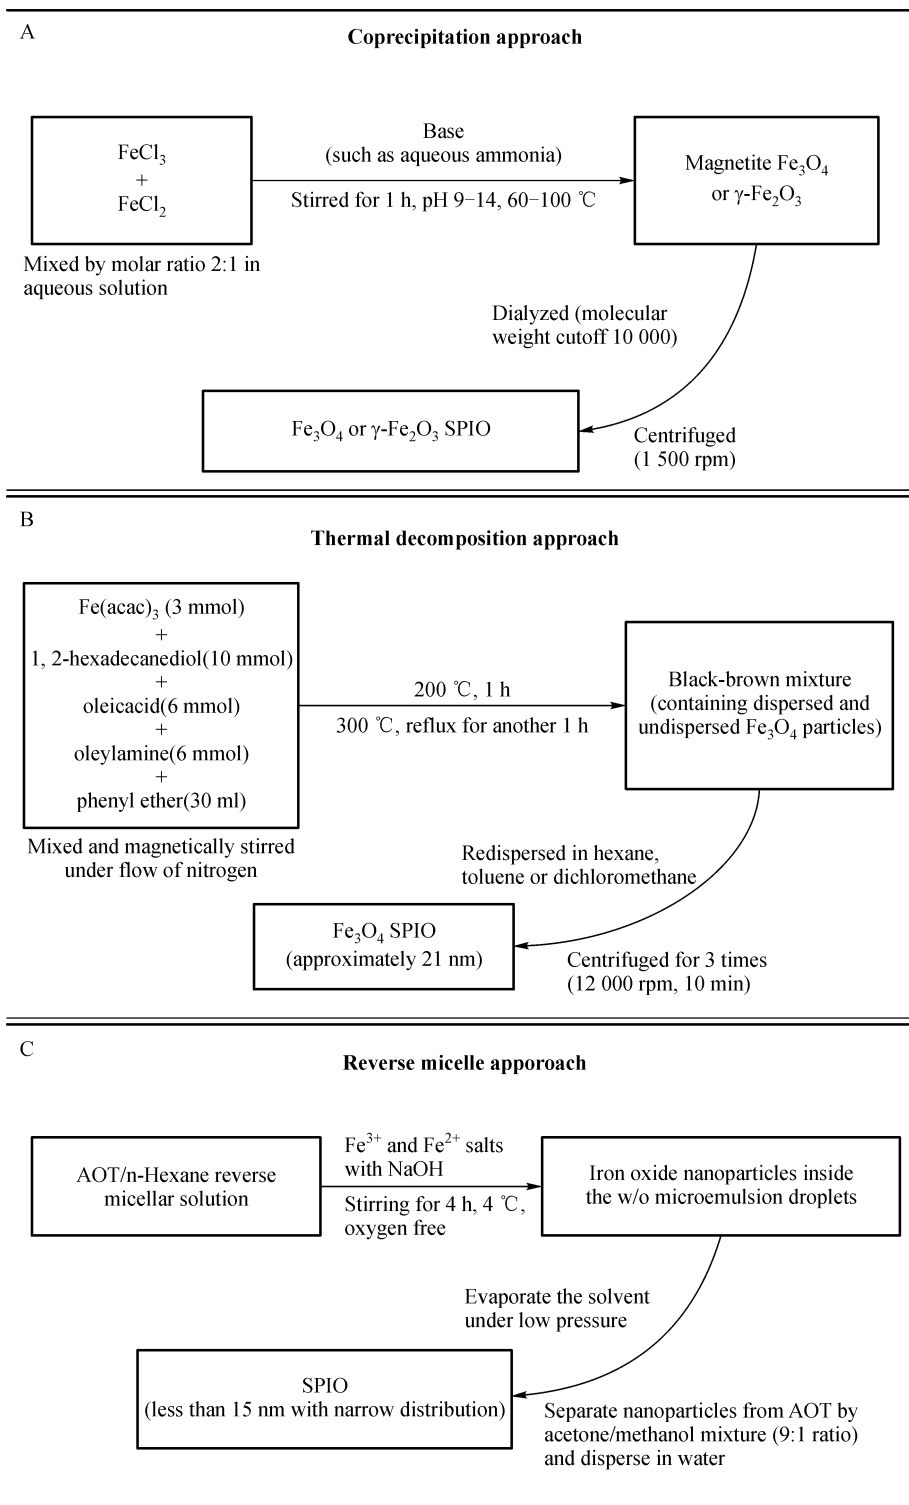 A
Coprecipitation approach
FeCl3
+
FeCl2
Mixed by molar ratio 2:1 in
aqueous solution
Base
(such as aqueous ammonia)
Stirred for 1 h, pH 9−14, 60−100 ℃
Magnetite Fe3O4
or γ-Fe2O3
Dialyzed (molecular
weight cutoff 10 000)
Centrifuged
(1 500 rpm)
Fe3O4 or γ-Fe2O3 SPIO
B
Thermal decomposition approach
Fe(acac)3 (3 mmol)
+
1, 2-hexadecanediol(10 mmol)
+
oleicacid(6 mmol)
+
oleylamine(6 mmol)
+
phenyl ether(30 ml)
Mixed and magnetically stirred
under flow of nitrogen
200 ℃, 1 h
300 ℃, reflux for another 1 h
Black-brown mixture
(containing dispersed and
undispersed Fe3O4 particles)
Redispersed in hexane,
toluene or dichloromethane
Centrifuged for 3 times
(12 000 rpm, 10 min)
Fe3O4 SPIO
(approximately 21 nm)
C
Reverse micelle apporoach
AOT/n-Hexane reverse
micellar solution
Fe3+ and Fe2+ salts
with NaOH
Stirring for 4 h, 4 ℃,
oxygen free
Iron oxide nanoparticles inside
the w/o microemulsion droplets
Evaporate the solvent
under low pressure
Separate nanoparticles from AOT by
acetone/methanol mixture (9:1 ratio)
and disperse in water
SPIO
(less than 15 nm with narrow distribution)